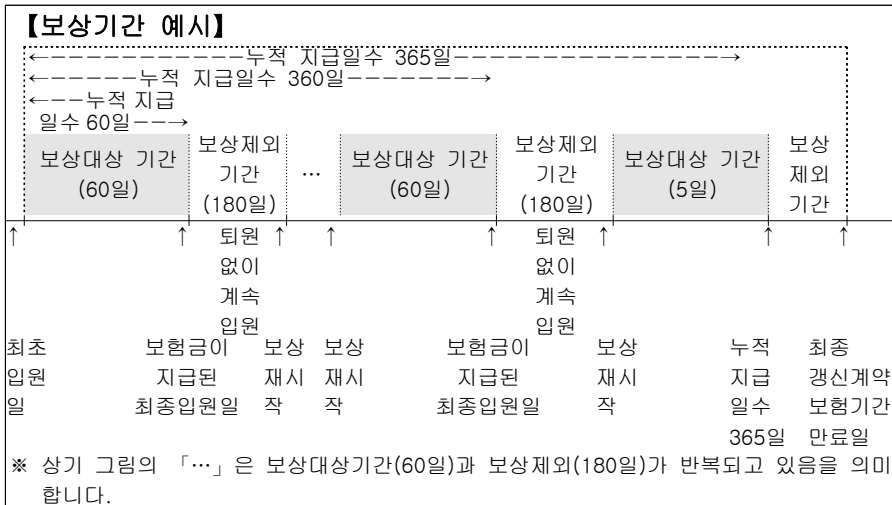 【보상기간 예시】
←−−−−−−−−−−−누적 지급일수 365일−−−−−−−−−−−−−−−→
←−−−−−누적 지급일수 360일−−−−−−−→
←−−누적 지급
일수 60일−−→
보상대상 기간
(60일)
보상제외
기간
(180일)
…
보상대상 기간
(60일)
보상제외
기간
(180일)
보상대상 기간
(5일)
보상
제외
기간
↑ ↑ ↑ ↑ ↑ ↑ ↑ ↑
퇴원
없이
계속
입원
퇴원
없이
계속
입원
최초
입원
일
보험금이
지급된
최종입원일
보상
재시
작
보상
재시
작
보험금이
지급된
최종입원일
보상
재시
작
누적
지급
일수
365일
최종
갱신계약
보험기간
만료일
※ 상기 그림의 「…」은 보상대상기간(60일)과 보상제외(180일)가 반복되고 있음을 의미
합니다.